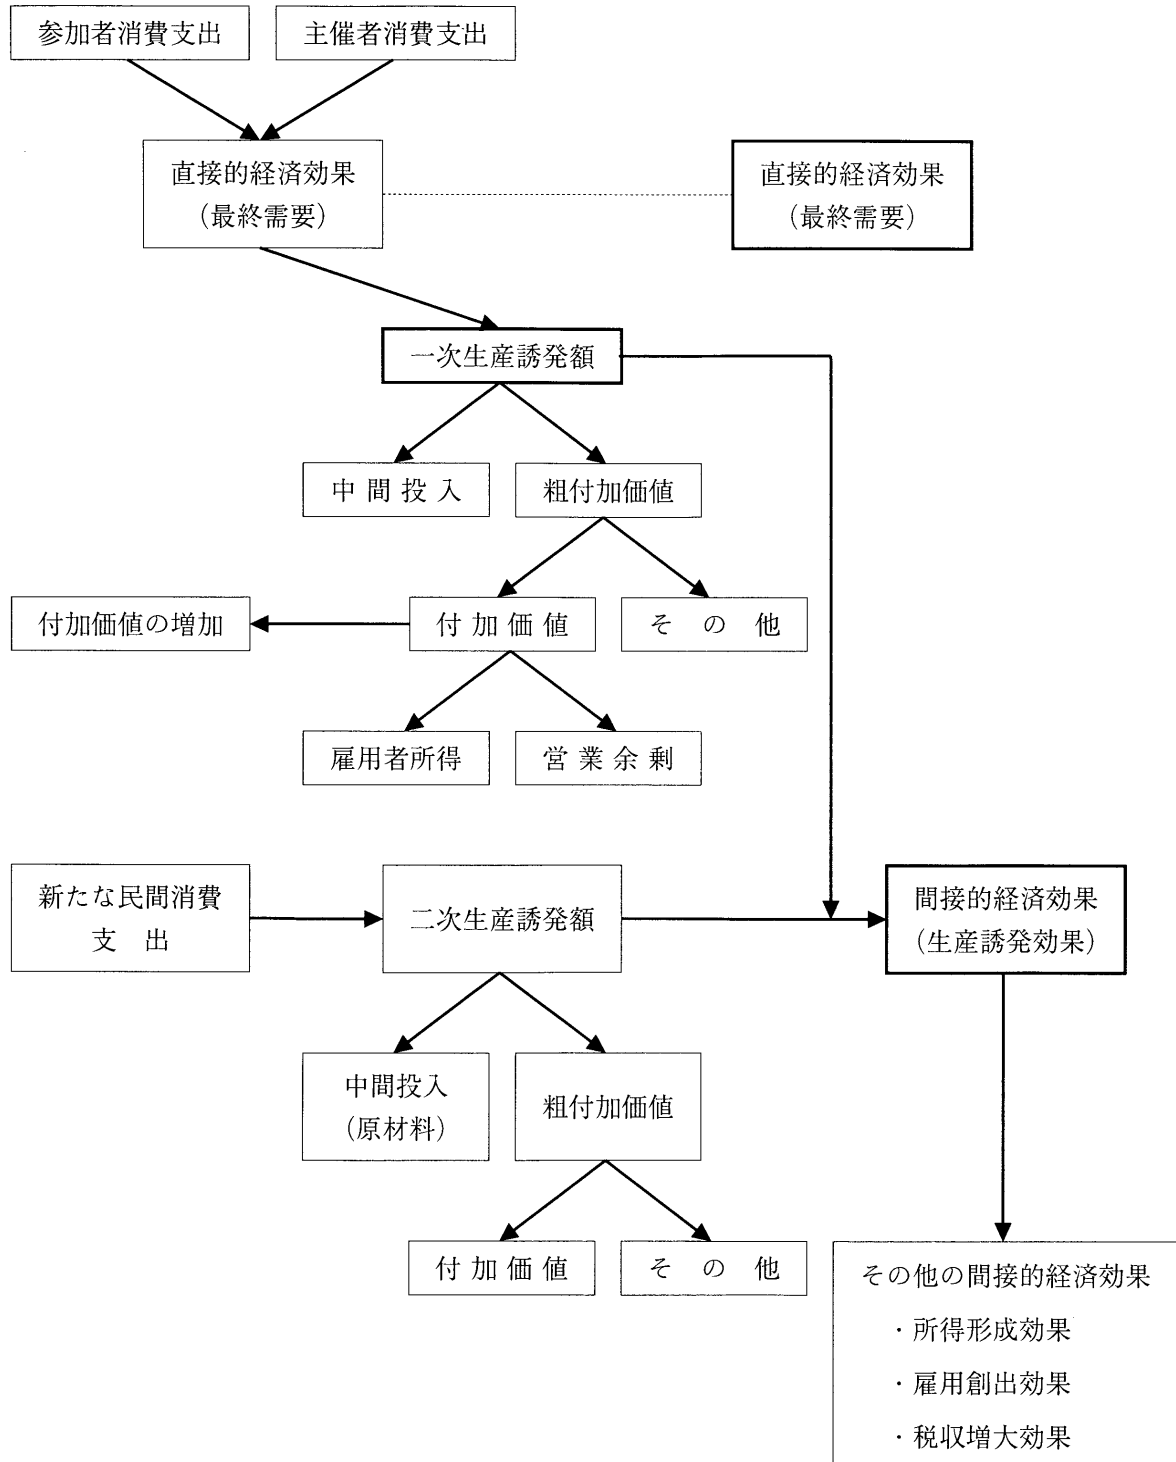 参加者消費支出
主催者消費支出
直接的経済効果
（最終需要）
直接的経済効果
（最終需要）
一次生産誘発額
中間投入
粗付加価値
付加価値の増加
付加価値
その他
雇用者所得
営業余剰
新たな民間消費
支出
二次生産誘発額
間接的経済効果
（生産誘発効果）
中間投入
（原材料）
粗付加価値
付加価値
その他
その他の間接的経済効果
・所得形成効果
・雇用創出効果
・税収増大効果